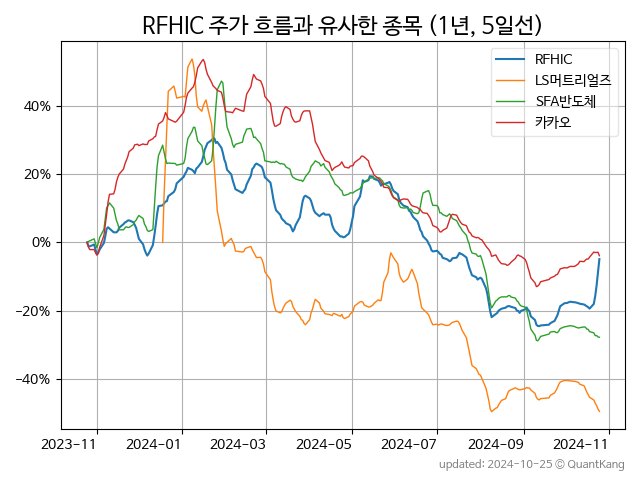 RFHIC 주가 흐름과 유사한 종목 (1년, 5일선)
RFHIC
LS머트리얼즈
SFA반도체
카카오
40%
20%
0%
−20%
−40%
2023-11 2024-01 2024-03 2024-05 2024-07 2024-09 2024-11
updated: 2024-10-25 © QuantKang